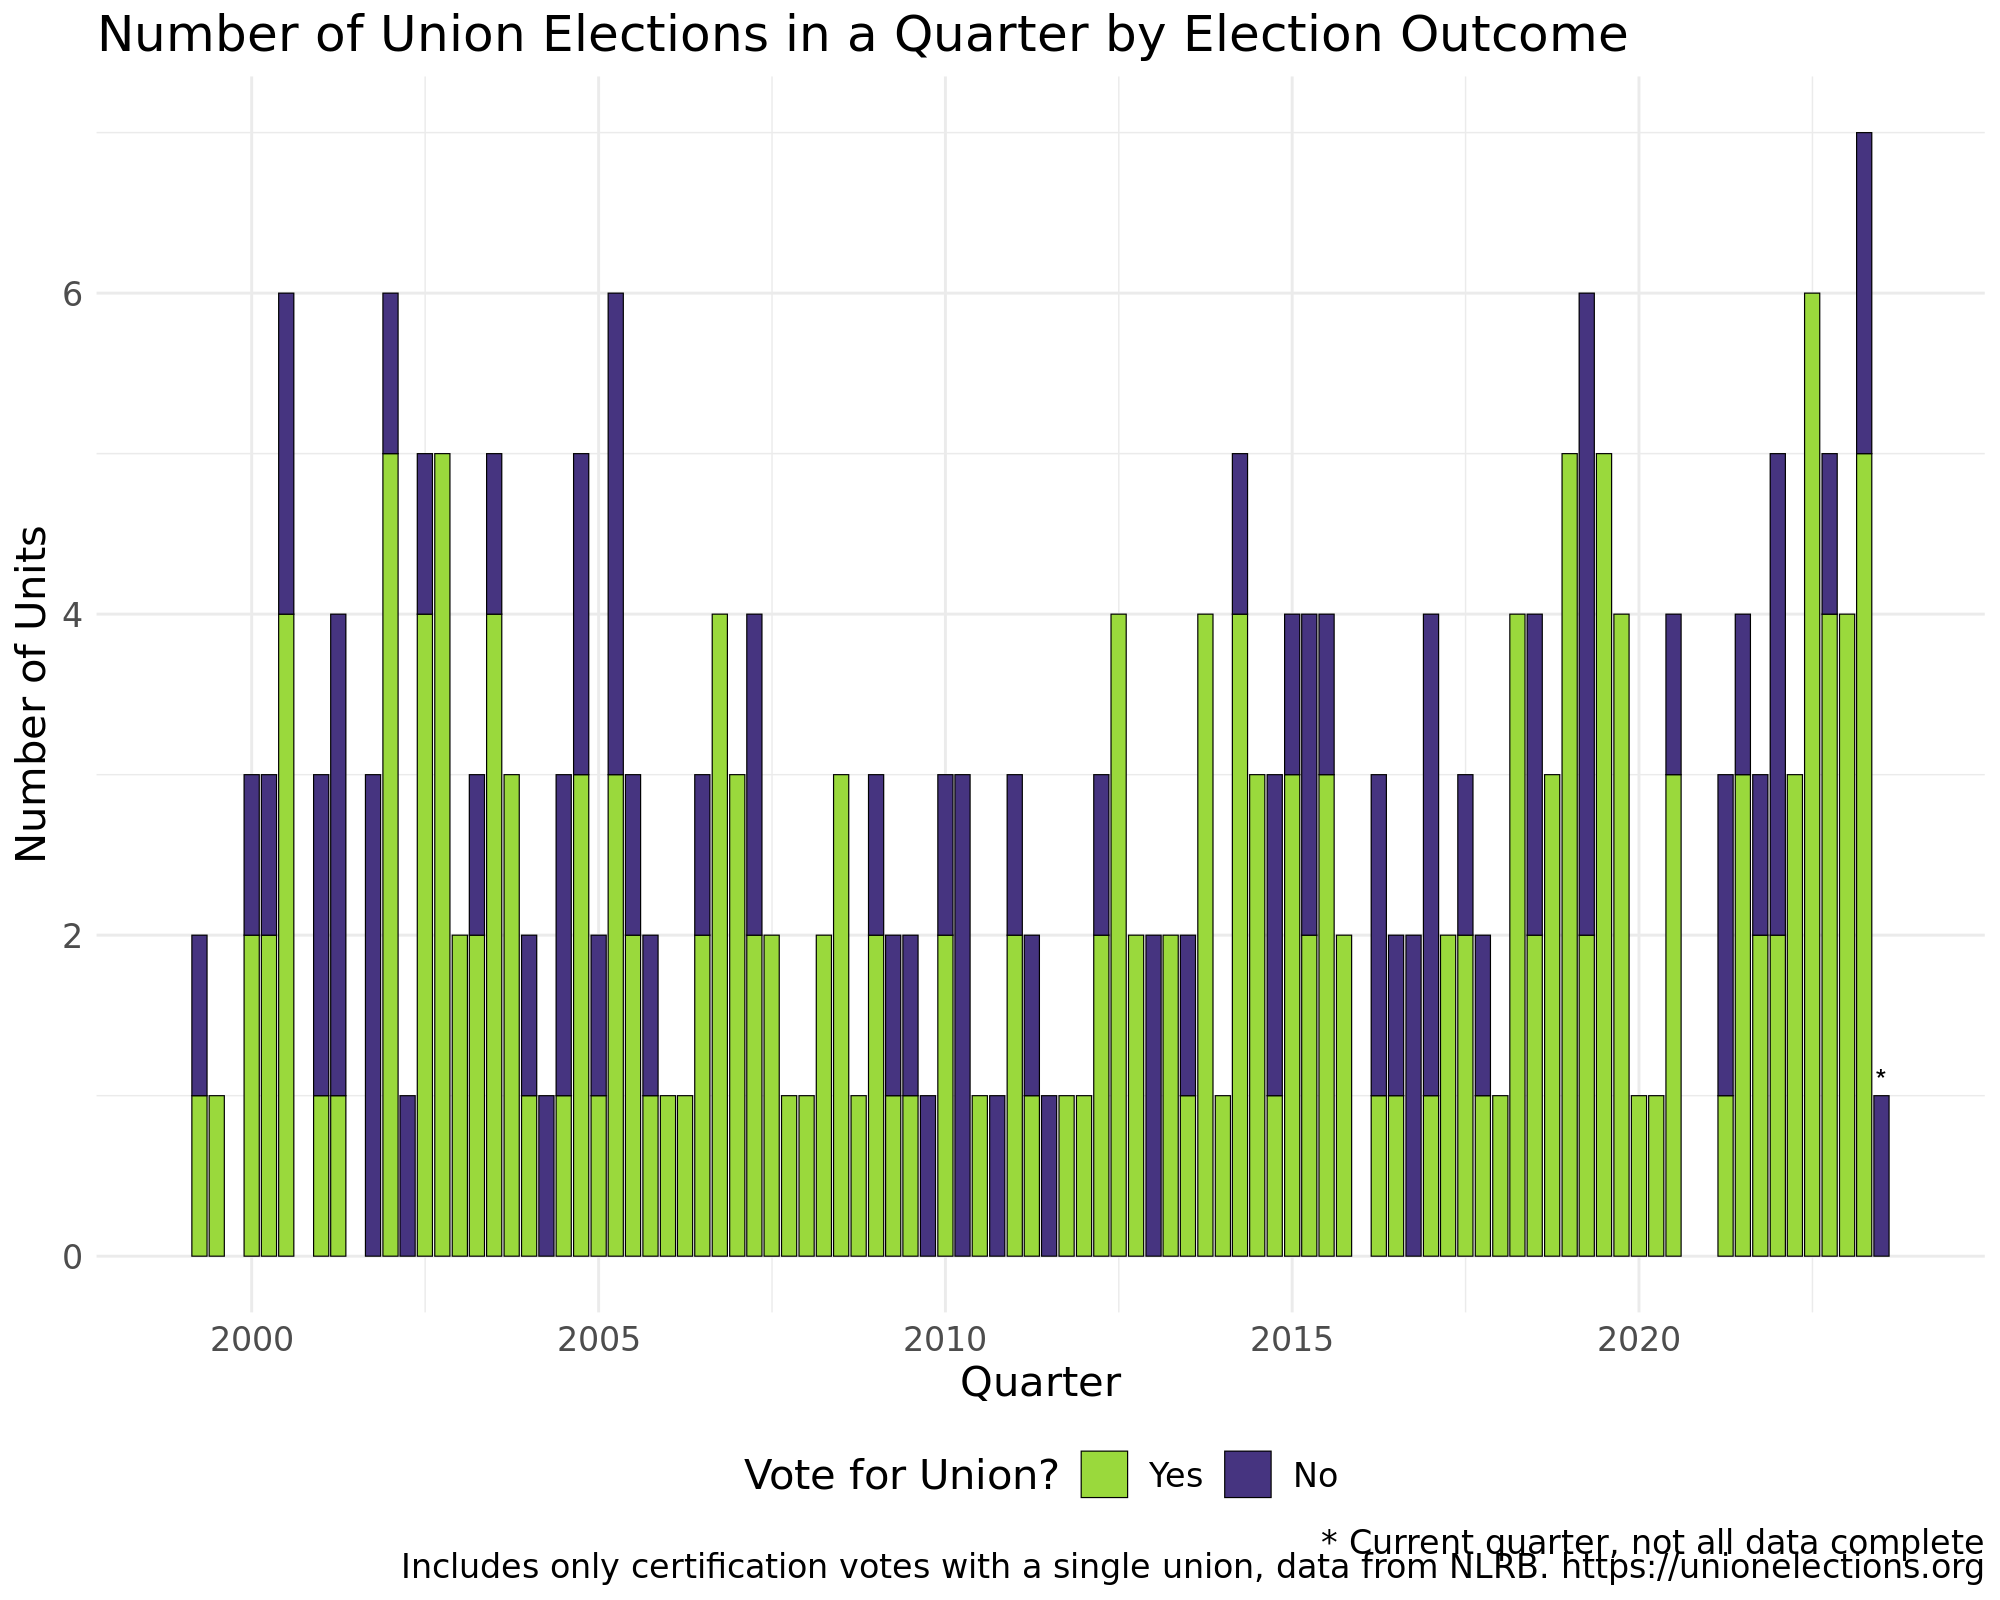 Number of Union Elections in a Quarter by Election Outcome
Number of Units
6
4
2
0
*
2000 2005 2010 2015 2020
Quarter
Vote for Union? Yes No
* Current quarter, not all data complete
Includes only certification votes with a single union, data from NLRB. https://unionelections.org